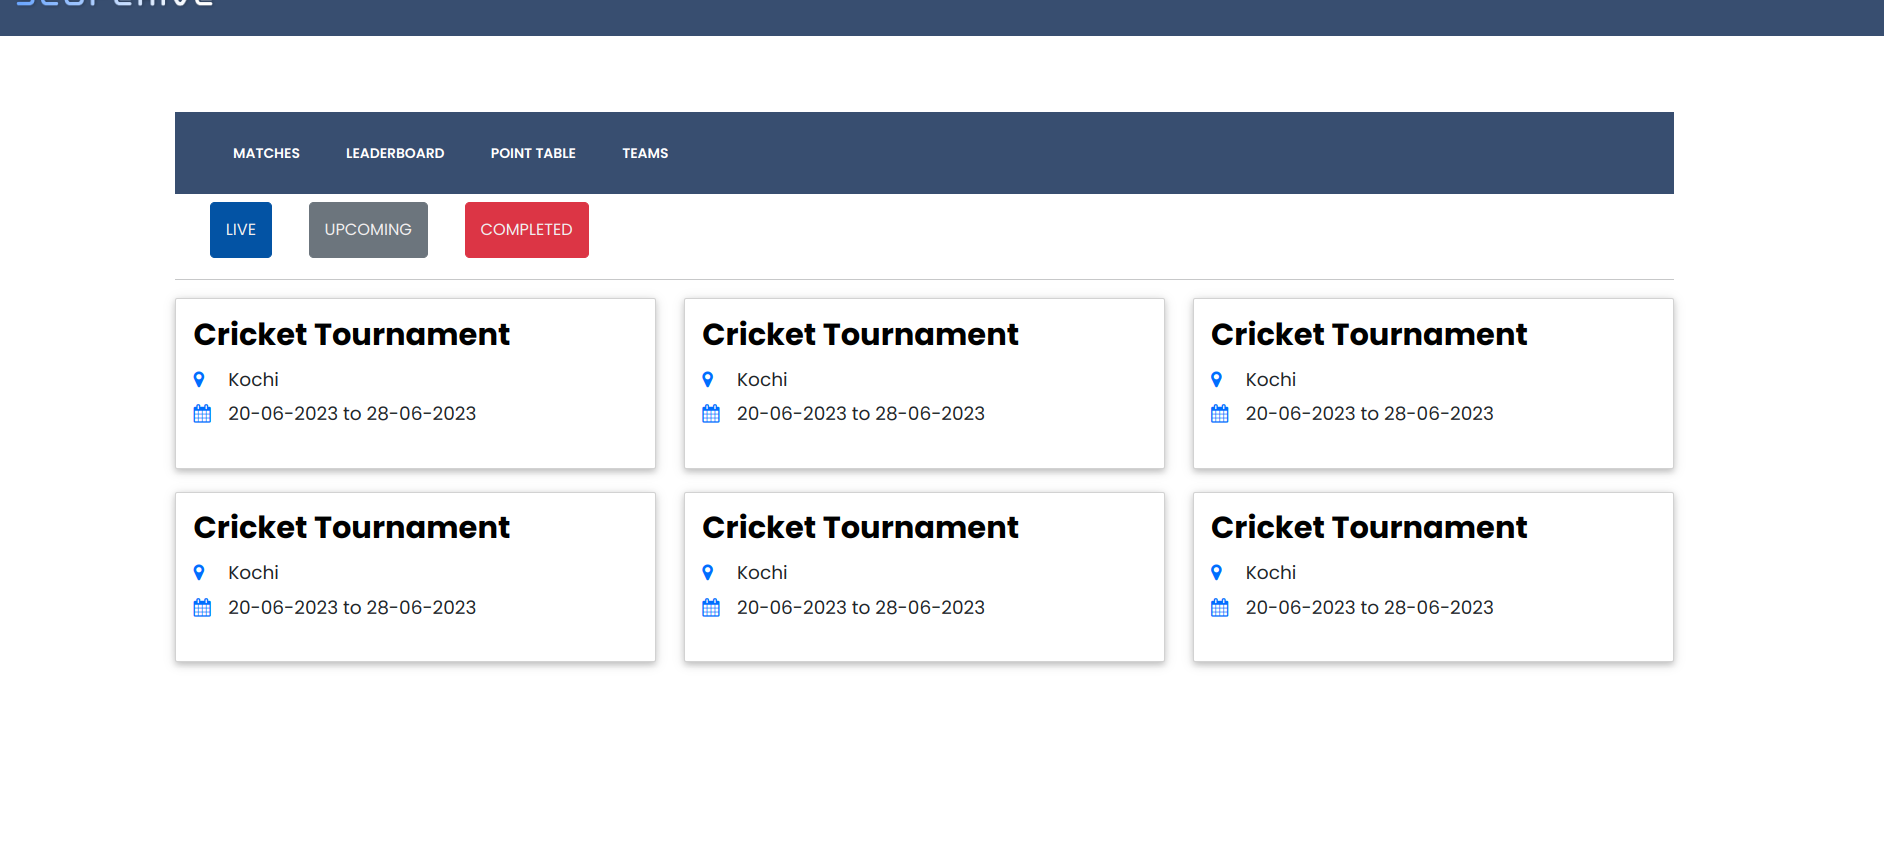 MATCHES LEADERBOARD POINT TABLE TEAMS
LIVE UPCOMING COMPLETED
Cricket Tournament
Kochi
20-06-2023 to 28-06-2023
Cricket Tournament
Kochi
20-06-2023 to 28-06-2023
Cricket Tournament
Kochi
20-06-2023 to 28-06-2023
Cricket Tournament
Kochi
20-06-2023 to 28-06-2023
Cricket Tournament
Kochi
20-06-2023 to 28-06-2023
Cricket Tournament
Kochi
20-06-2023 to 28-06-2023